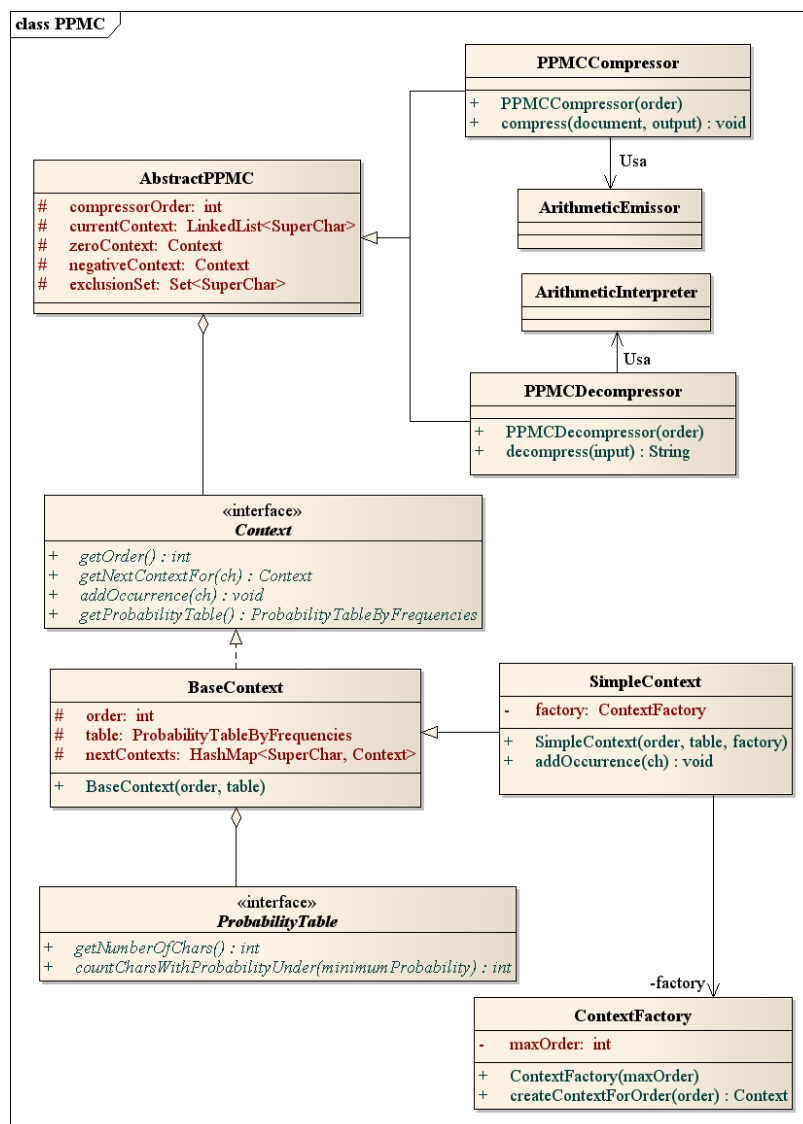 class PPMC
PPMCCompressor
+ PPMCCompressor(order)
+ compress(document, output) : void
Usa
AbstractPPMC
# compressorOrder: int
# currentContext: LinkedList<SuperChar>
# zeroContext: Context
# negativeContext: Context
# exclusionSet: Set<SuperChar>
ArithmeticEmissor
ArithmeticInterpreter
Usa
PPMCDecompressor
+ PPMCDecompressor(order)
+ decompress(input) : String
«interface»
Context
+ getOrder() : int
+ getNextContextFor(ch) : Context
+ addOccurrence(ch) : void
+ getProbabilityTable() : ProbabilityTableByFrequencies
BaseContext
# order: int
# table: ProbabilityTableByFrequencies
# nextContexts: HashMap<SuperChar, Context>
+ BaseContext(order, table)
SimpleContext
- factory: ContextFactory
+ SimpleContext(order, table, factory)
+ addOccurrence(ch) : void
«interface»
ProbabilityTable
+ getNumberOfChars() : int
+ countCharsWithProbabilityUnder(minimumProbability) : int
-factory
ContextFactory
- maxOrder: int
+ ContextFactory(maxOrder)
+ createContextForOrder(order) : Context